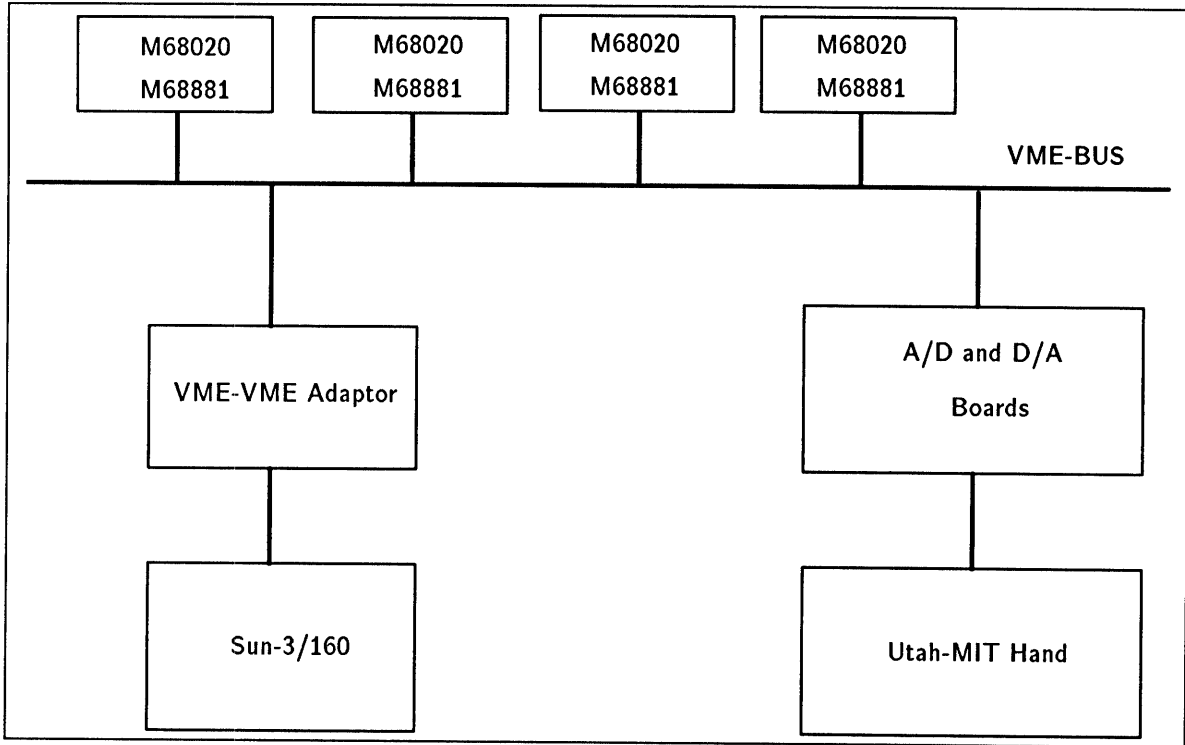 M68020
M68881
M68020
M68881
M68020
M68881
M68020
M68881
VME-BUS
VME-VME Adaptor
A/D and D/A
Boards
Sun-3/160
Utah-MIT Hand